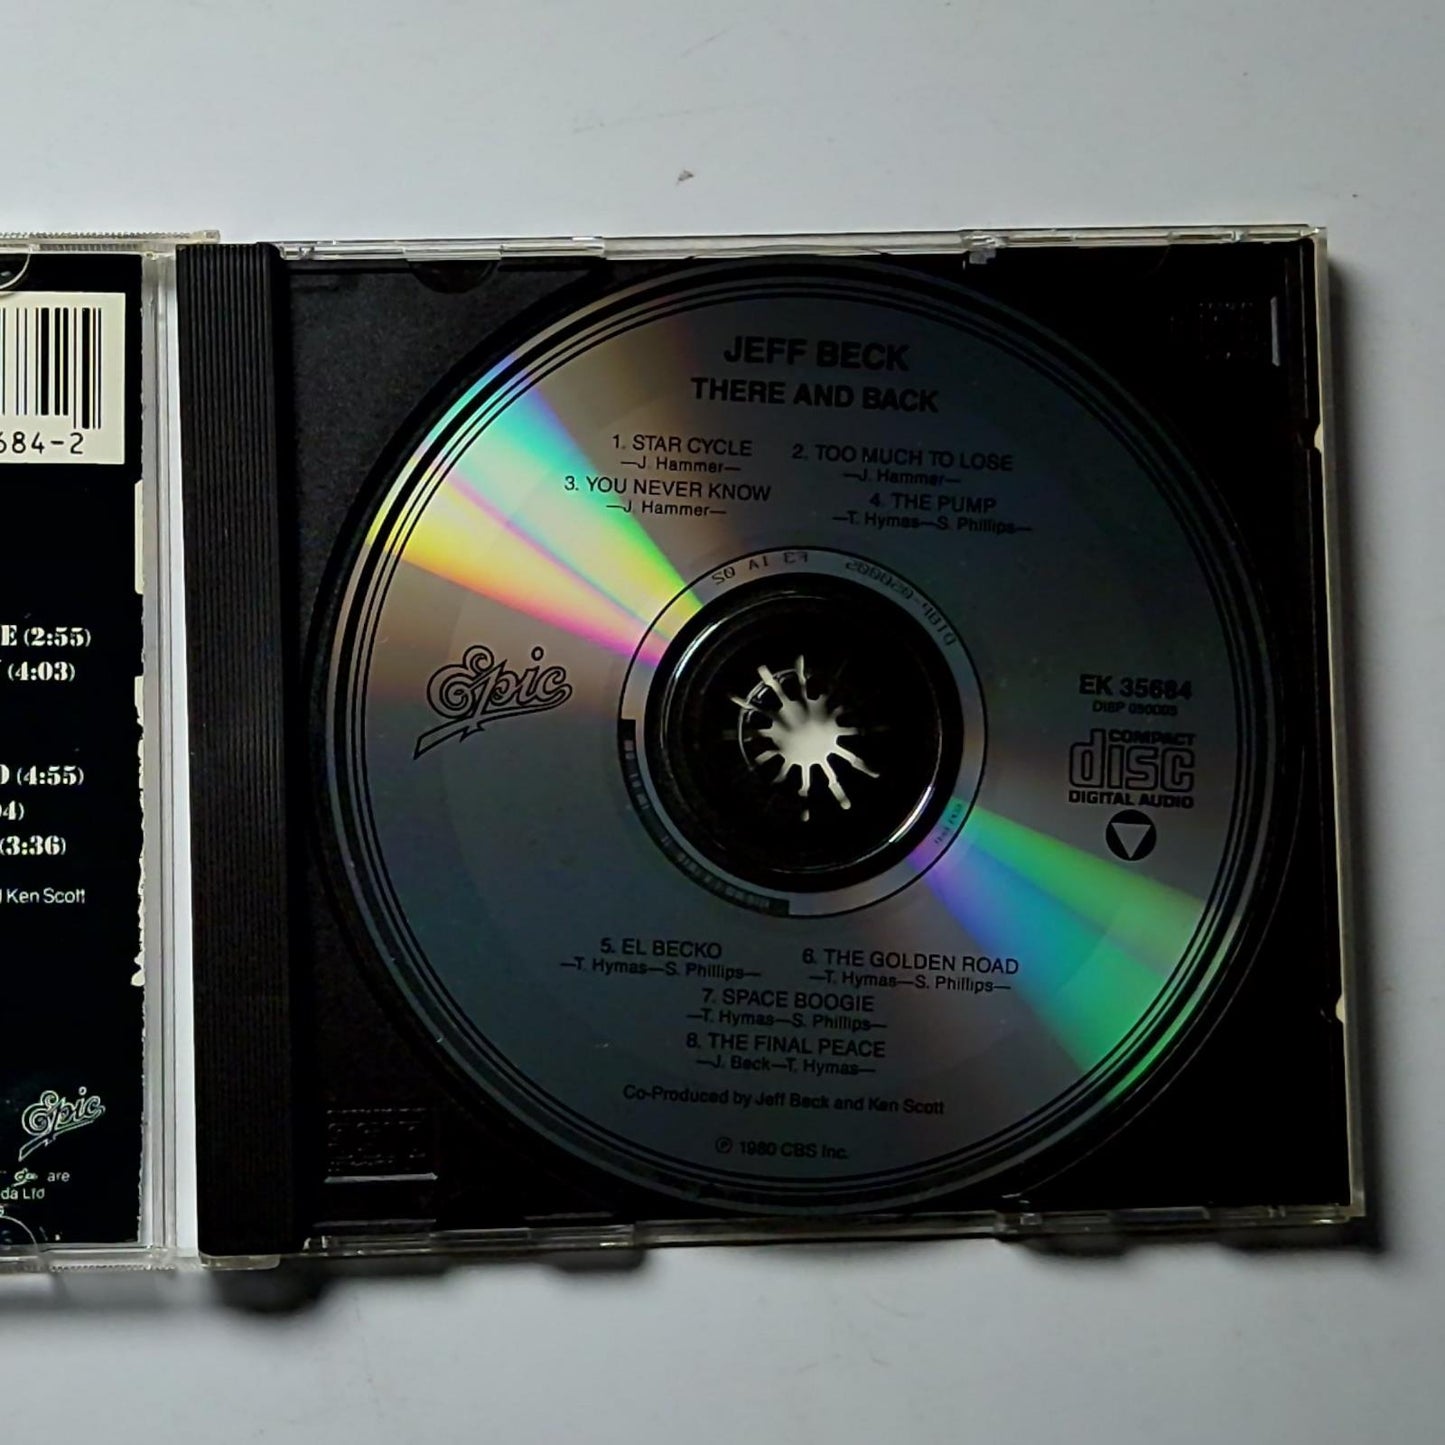 684-2
E (2:55)
(4:03)
(4:55)
(3:36)
Ken Scott
Epic
are
da Ltd
JEFF BECK
THERE AND BACK
1. STAR CYCLE
—J. Hammer—
2. TOO MUCH TO LOSE
—J. Hammer—
3. YOU NEVER KNOW
—J. Hammer—
4. THE PUMP
—T. Hymas—S. Phillips—
Epic
EK 35684
DIBP 090005
COMPACT
disc
DIGITAL AUDIO
5. EL BECKO
—T. Hymas—S. Phillips—
6. THE GOLDEN ROAD
—T. Hymas—S. Phillips—
7. SPACE BOOGIE
—T. Hymas—S. Phillips—
8. THE FINAL PEACE
—J. Beck—T. Hymas—
Co-Produced by Jeff Beck and Ken Scott
℗ 1980 CBS Inc.